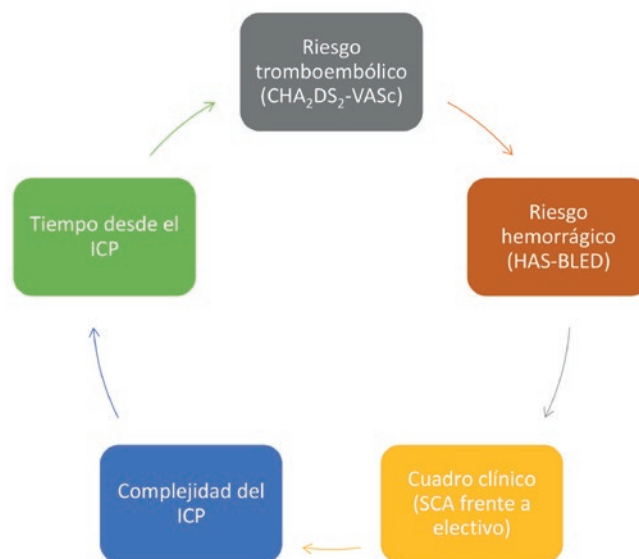 Riesgo
tromboembólico
(CHA₂DS₂-VASc)
Riesgo
hemorrágico
(HAS-BLED)
Cuadro clínico
(SCA frente a
electivo)
Complejidad del
ICP
Tiempo desde el
ICP